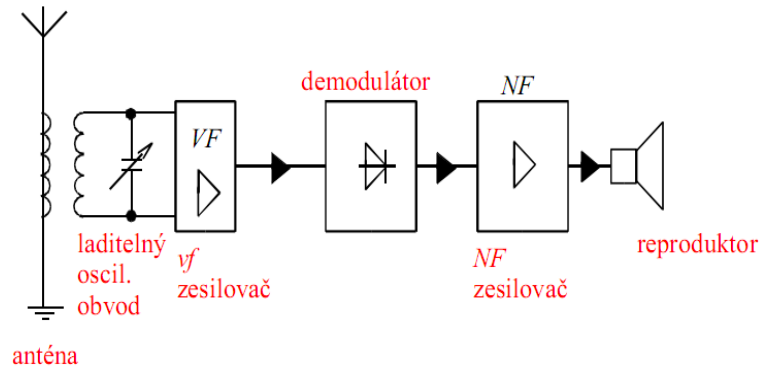 demodulátor
NF
VF
laditelný
oscil.
obvod
vf
zesilovač
NF
zesilovač
reproduktor
anténa